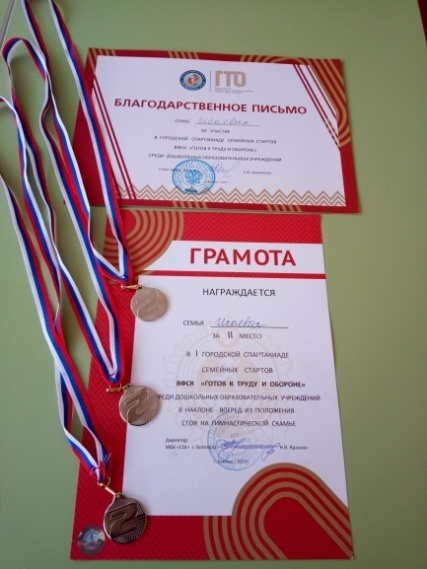 ГТО
БЛАГОДАРСТВЕННОЕ ПИСЬМО
СЕМЬЕ Исаевых
ЗА УЧАСТИЕ
В ГОРОДСКОЙ СПАРТАКИАДЕ СЕМЕЙНЫХ СТАРТОВ
ВФСК «ГОТОВ К ТРУДУ И ОБОРОНЕ»
СРЕДИ ДОШКОЛЬНЫХ ОБРАЗОВАТЕЛЬНЫХ УЧРЕЖДЕНИЙ
ГРАМОТА
НАГРАЖДАЕТСЯ
СЕМЬЯ Исаевых
ЗА II МЕСТО
В I ГОРОДСКОЙ СПАРТАКИАДЕ
СЕМЕЙНЫХ СТАРТОВ
ВФСК «ГОТОВ К ТРУДУ И ОБОРОНЕ»
СРЕДИ ДОШКОЛЬНЫХ ОБРАЗОВАТЕЛЬНЫХ УЧРЕЖДЕНИЙ
В НАКЛОНЕ ВПЕРЕД ИЗ ПОЛОЖЕНИЯ
СТОЯ НА ГИМНАСТИЧЕСКОЙ СКАМЬЕ
Директор